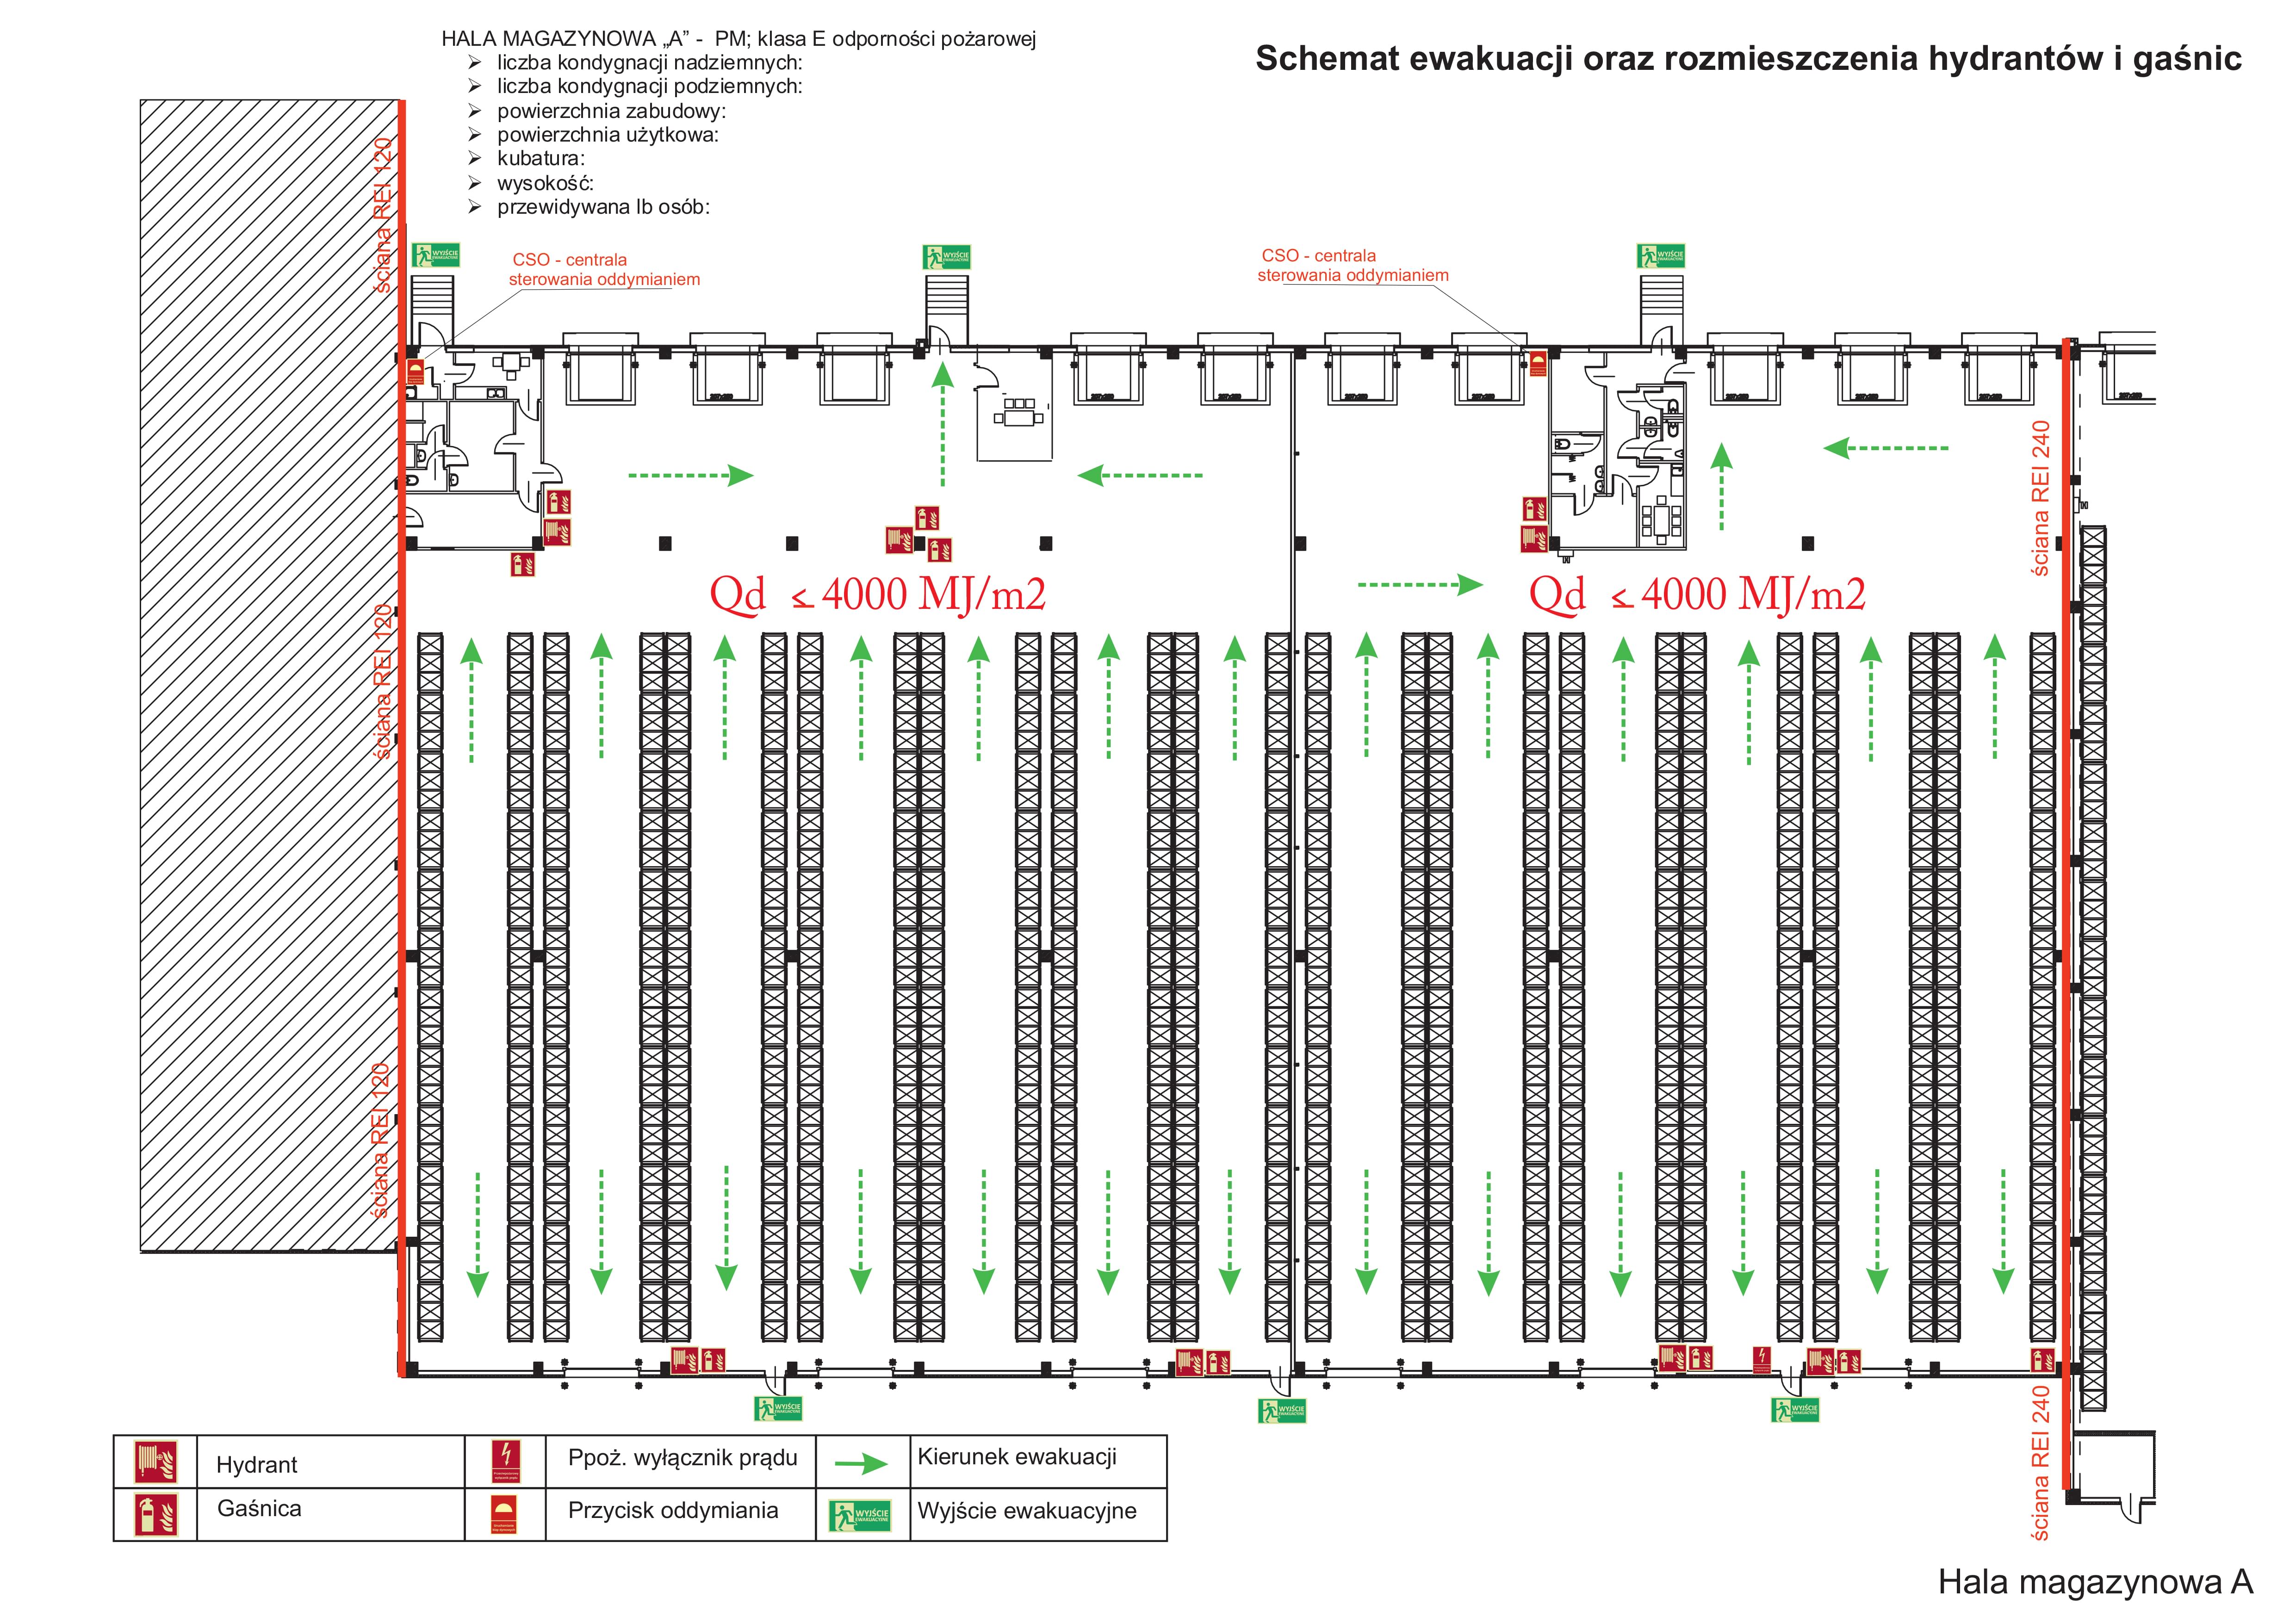 HALA MAGAZYNOWA „A” - PM; klasa E odporności pożarowej
➢ liczba kondygnacji nadziemnych:
➢ liczba kondygnacji podziemnych:
➢ powierzchnia zabudowy:
➢ powierzchnia użytkowa:
➢ kubatura:
➢ wysokość:
➢ przewidywana lb osób:
Schemat ewakuacji oraz rozmieszczenia hydrantów i gaśnic
ściana REI 120
WYJŚCIE
EWAKUACYJNE
CSO - centrala
sterowania oddymianiem
WYJŚCIE
EWAKUACYJNE
CSO - centrala
sterowania oddymianiem
WYJŚCIE
EWAKUACYJNE
ściana REI 240
Qd ≤ 4000 MJ/m2
Qd ≤ 4000 MJ/m2
ściana REI 120
ściana REI 120
WYJŚCIE
EWAKUACYJNE
WYJŚCIE
EWAKUACYJNE
WYJŚCIE
EWAKUACYJNE
ściana REI 240
Hydrant
Ppoż. wyłącznik prądu
Kierunek ewakuacji
Gaśnica
Przycisk oddymiania
WYJŚCIE
EWAKUACYJNE
Wyjście ewakuacyjne
Hala magazynowa A